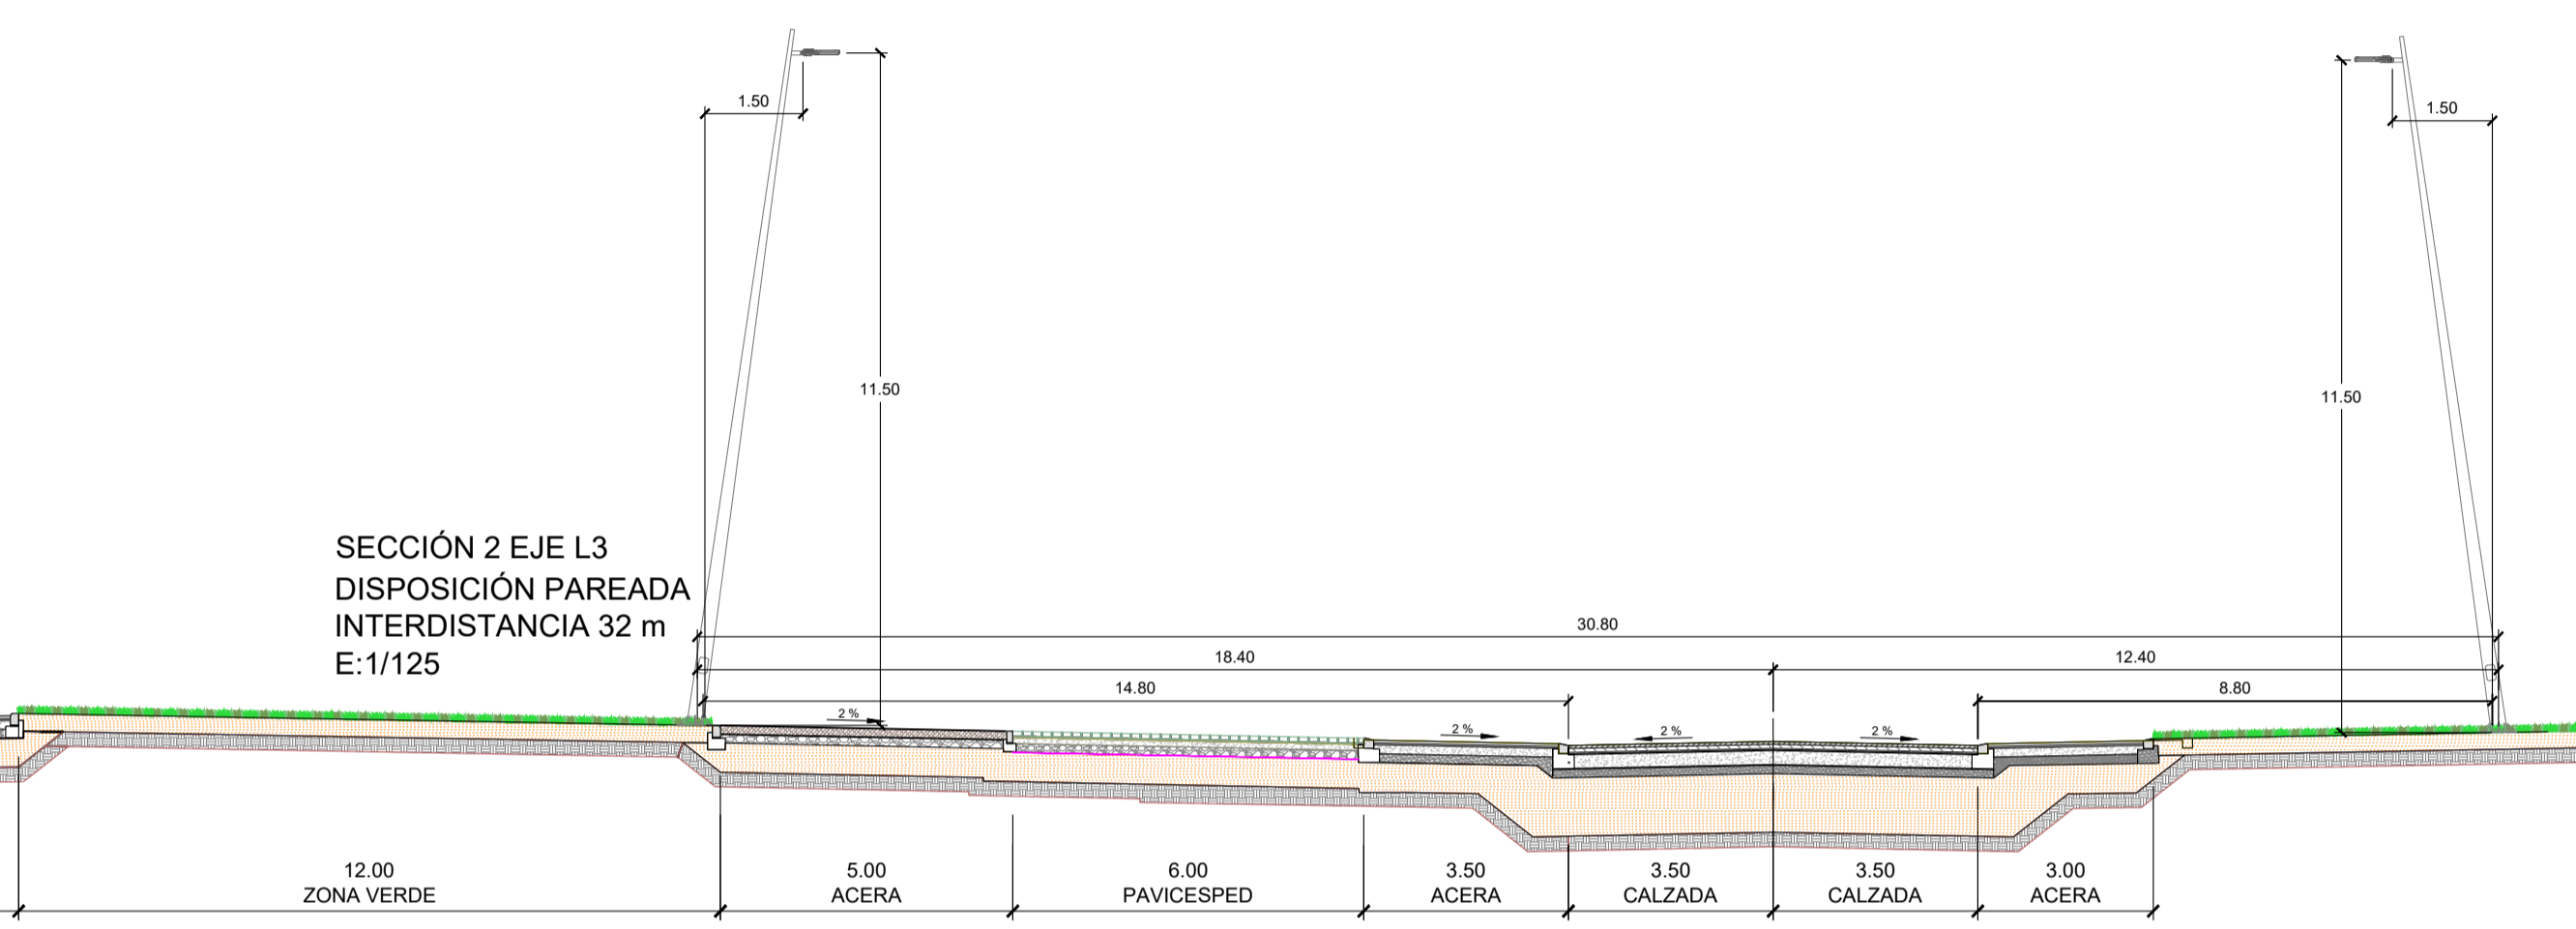 1.50
1.50
11.50
11.50
SECCIÓN 2 EJE L3
DISPOSICIÓN PAREADA
INTERDISTANCIA 32 m
E:1/125
30.80
18.40
12.40
14.80
8.80
2 %
2 %
2 %
2 %
12.00
ZONA VERDE
5.00
ACERA
6.00
PAVICESPED
3.50
ACERA
3.50
CALZADA
3.50
CALZADA
3.00
ACERA